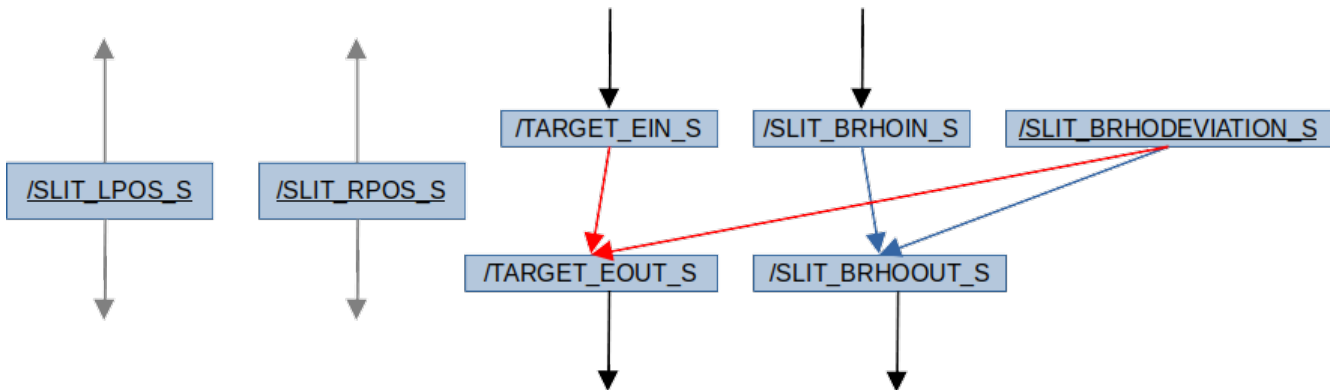 /TARGET_EIN_S
/SLIT_BRHOIN_S
/SLIT_BRHODEVIATION_S
/SLIT_LPOS_S
/SLIT_RPOS_S
/TARGET_EOUT_S
/SLIT_BRHOOUT_S